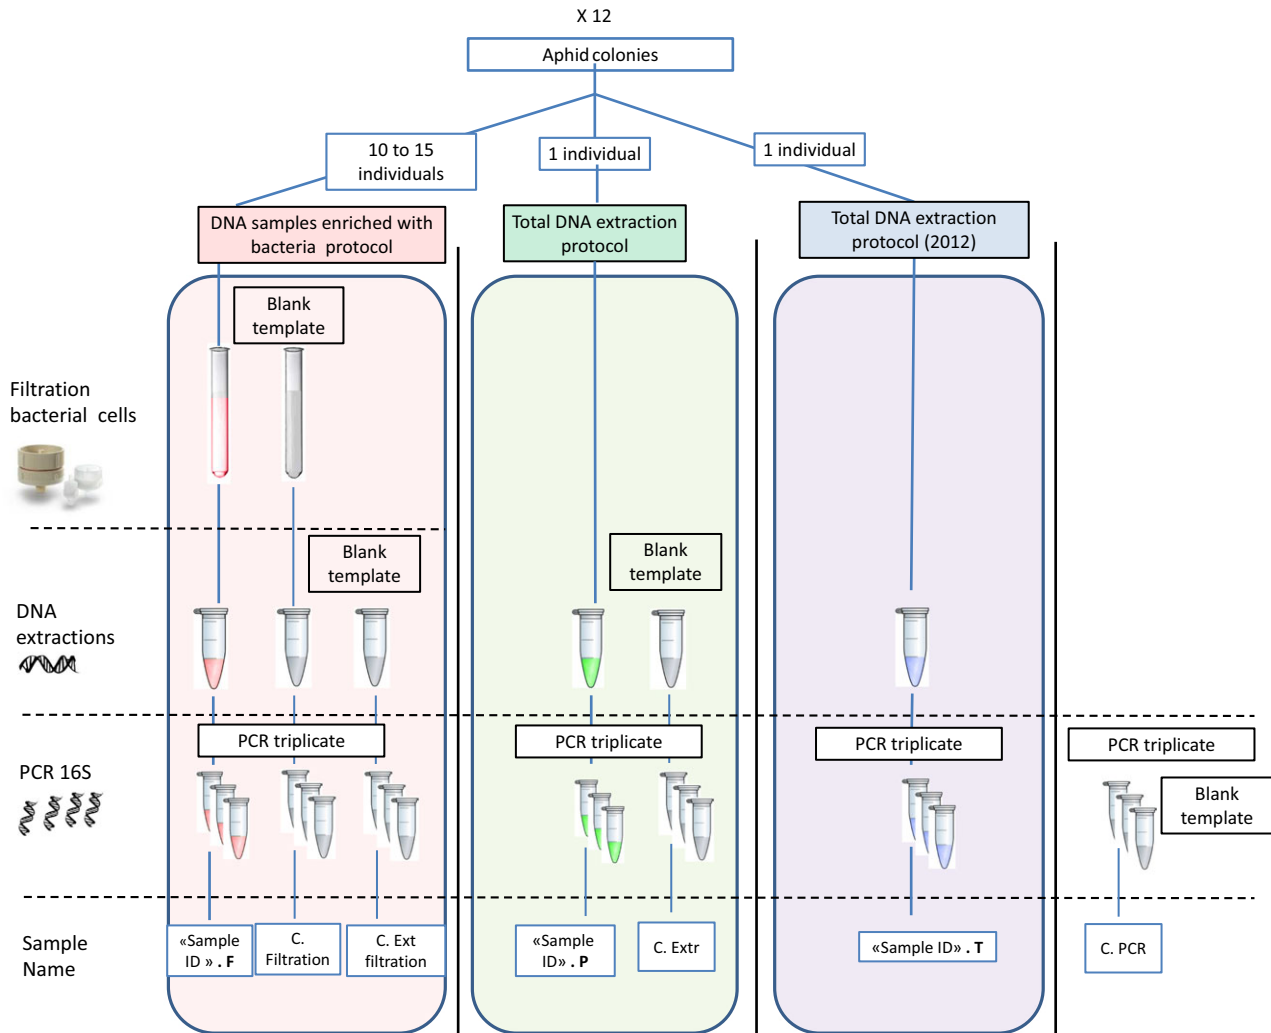 X 12
Aphid colonies
10 to 15
individuals
1 individual
1 individual
DNA samples enriched with
bacteria protocol
Total DNA extraction
protocol
Total DNA extraction
protocol (2012)
Blank
template
Filtration
bacterial cells
Blank
template
Blank
template
DNA
extractions
PCR triplicate
PCR triplicate
PCR triplicate
PCR triplicate
PCR 16S
Blank
template
Sample
Name
«Sample
ID » . F
C.
Filtration
C. Ext
filtration
«Sample
ID» . P
C. Extr
«Sample ID» . T
C. PCR